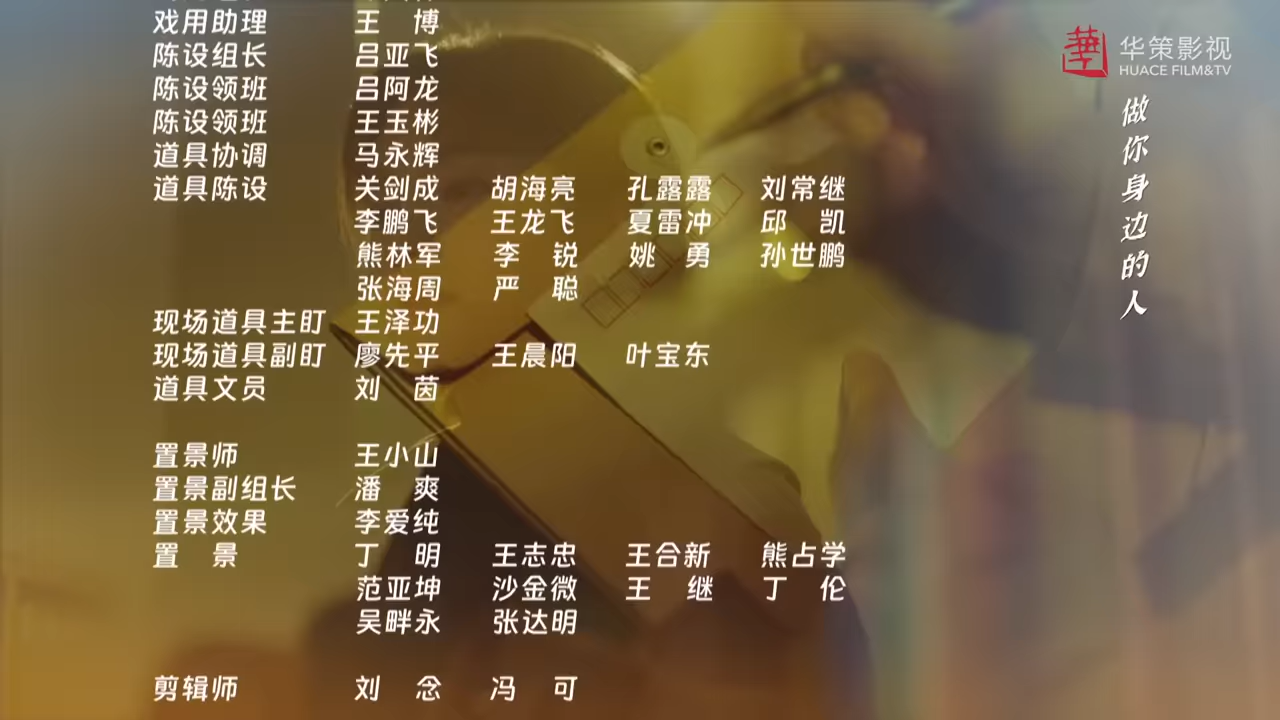 戏用助理 王 博
陈设组长 吕亚飞
陈设领班 吕阿龙
陈设领班 王玉彬
道具协调 马永辉
道具陈设 关剑成 胡海亮 孔露露 刘常继
李鹏飞 王龙飞 夏雷冲 邱 凯
熊林军 李 锐 姚 勇 孙世鹏
张海周 严 聪
现场道具主盯 王泽功
现场道具副盯 廖先平 王晨阳 叶宝东
道具文员 刘 茵
置景师 王小山
置景副组长 潘 爽
置景效果 李爱纯
置 景 丁 明 王志忠 王合新 熊占学
范亚坤 沙金微 王 继 丁 伦
吴畔永 张达明
剪辑师 刘 念 冯 可
華
华策影视
HUACE FILM&TV
做你身边的人